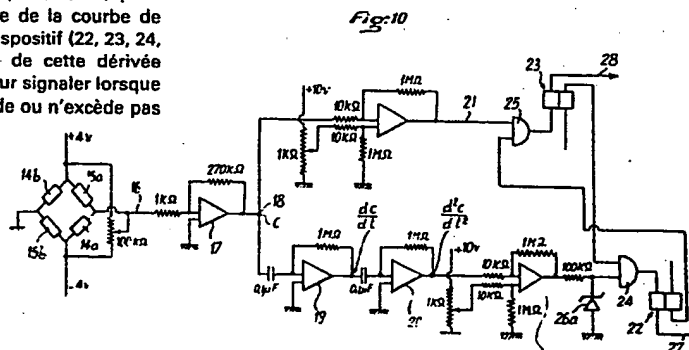 e de la courbe de
spositif (22, 23, 24,
de cette dérivée
ur signaler lorsque
de ou n'excède pas
Fig:10
+4v
14b
15a
15b
14a
100kΩ
-4v
16
1kΩ
270kΩ
17
18
C
+10v
1kΩ
10kΩ
10kΩ
1MΩ
1MΩ
21
25
23
28
0,1µF
1MΩ
19
dc/dt
0,1µF
1MΩ
20
d²c/dt²
+10v
1kΩ
10kΩ
10kΩ
1MΩ
1MΩ
100kΩ
26a
24
22
27